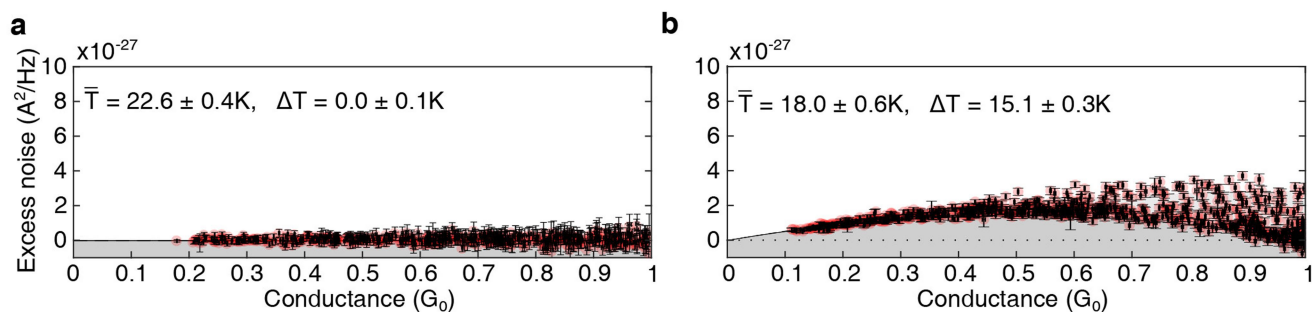 a
x10-27
Excess noise (A2/Hz)
10
8
6
4
2
0
T̅ = 22.6 ± 0.4K, ΔT = 0.0 ± 0.1K
0 0.1 0.2 0.3 0.4 0.5 0.6 0.7 0.8 0.9 1
Conductance (G0)
b
x10-27
10
8
6
4
2
0
T̅ = 18.0 ± 0.6K, ΔT = 15.1 ± 0.3K
0 0.1 0.2 0.3 0.4 0.5 0.6 0.7 0.8 0.9 1
Conductance (G0)